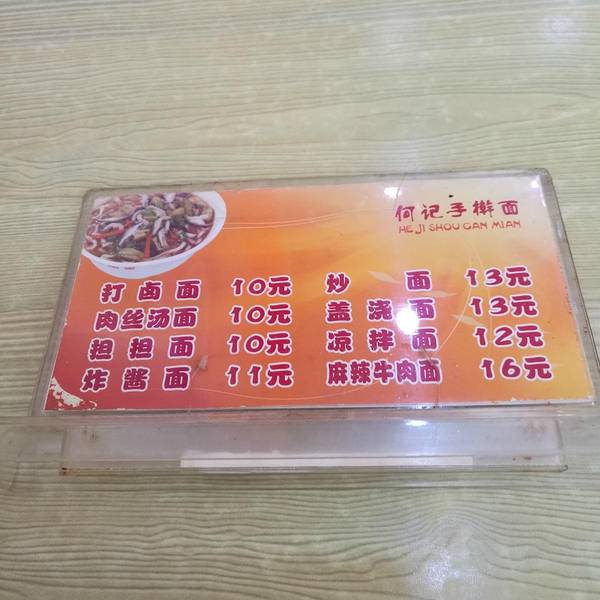 何记手擀面
HE JI SHOU GAN MIAN
打卤面 10元
肉丝汤面 10元
担担面 10元
炸酱面 11元
炒面 13元
盖浇面 13元
凉拌面 12元
麻辣牛肉面 16元